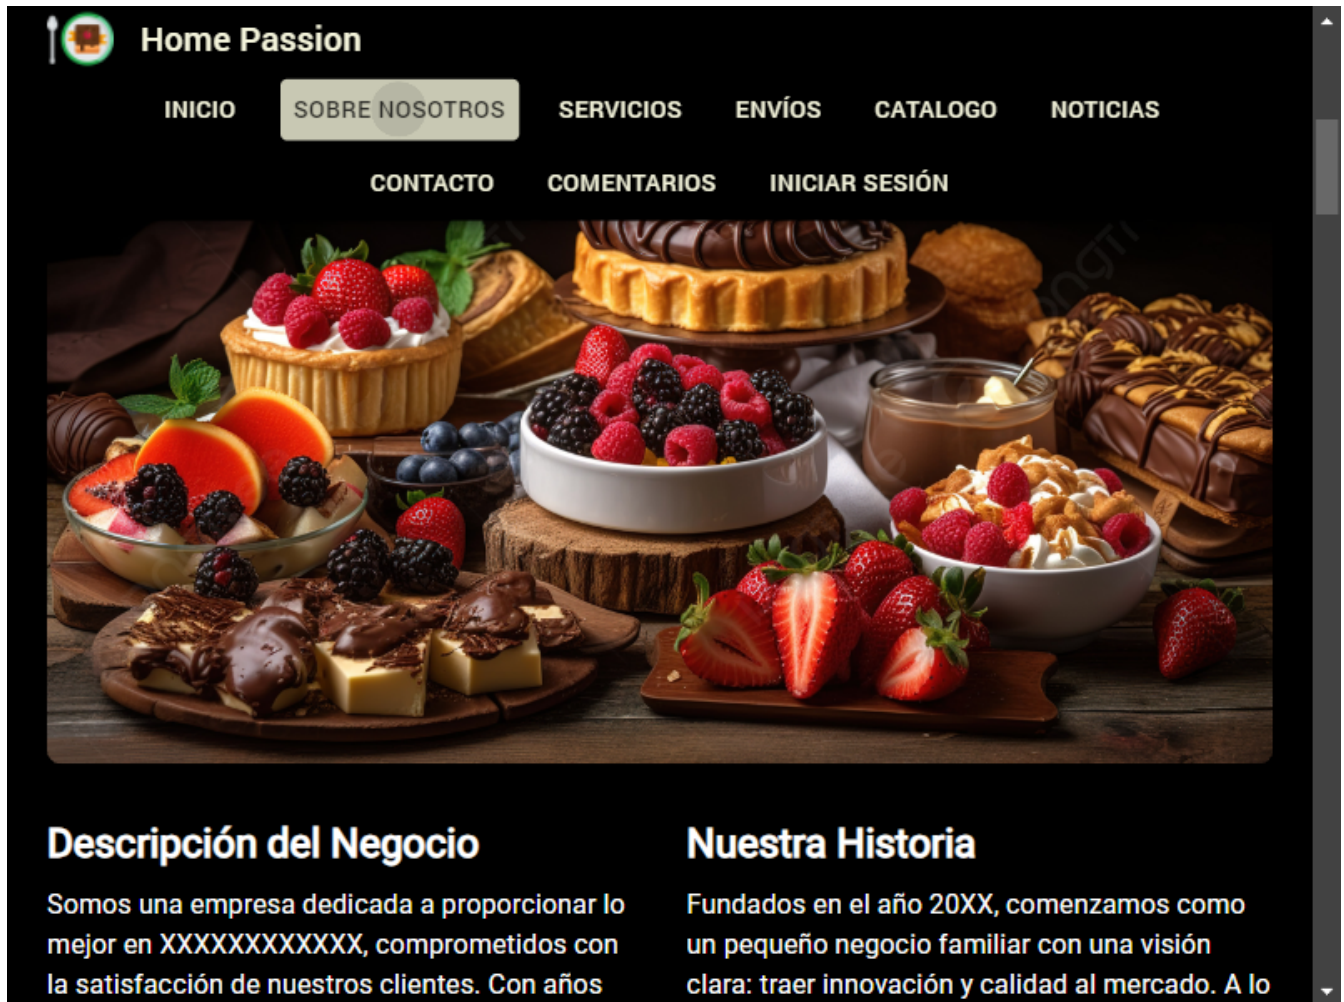 Home Passion
INICIO SOBRE NOSOTROS SERVICIOS ENVÍOS CATALOGO NOTICIAS
CONTACTO COMENTARIOS INICIAR SESIÓN
Descripción del Negocio
Somos una empresa dedicada a proporcionar lo
mejor en XXXXXXXXXXXX, comprometidos con
la satisfacción de nuestros clientes. Con años
Nuestra Historia
Fundados en el año 20XX, comenzamos como
un pequeño negocio familiar con una visión
clara: traer innovación y calidad al mercado. A lo